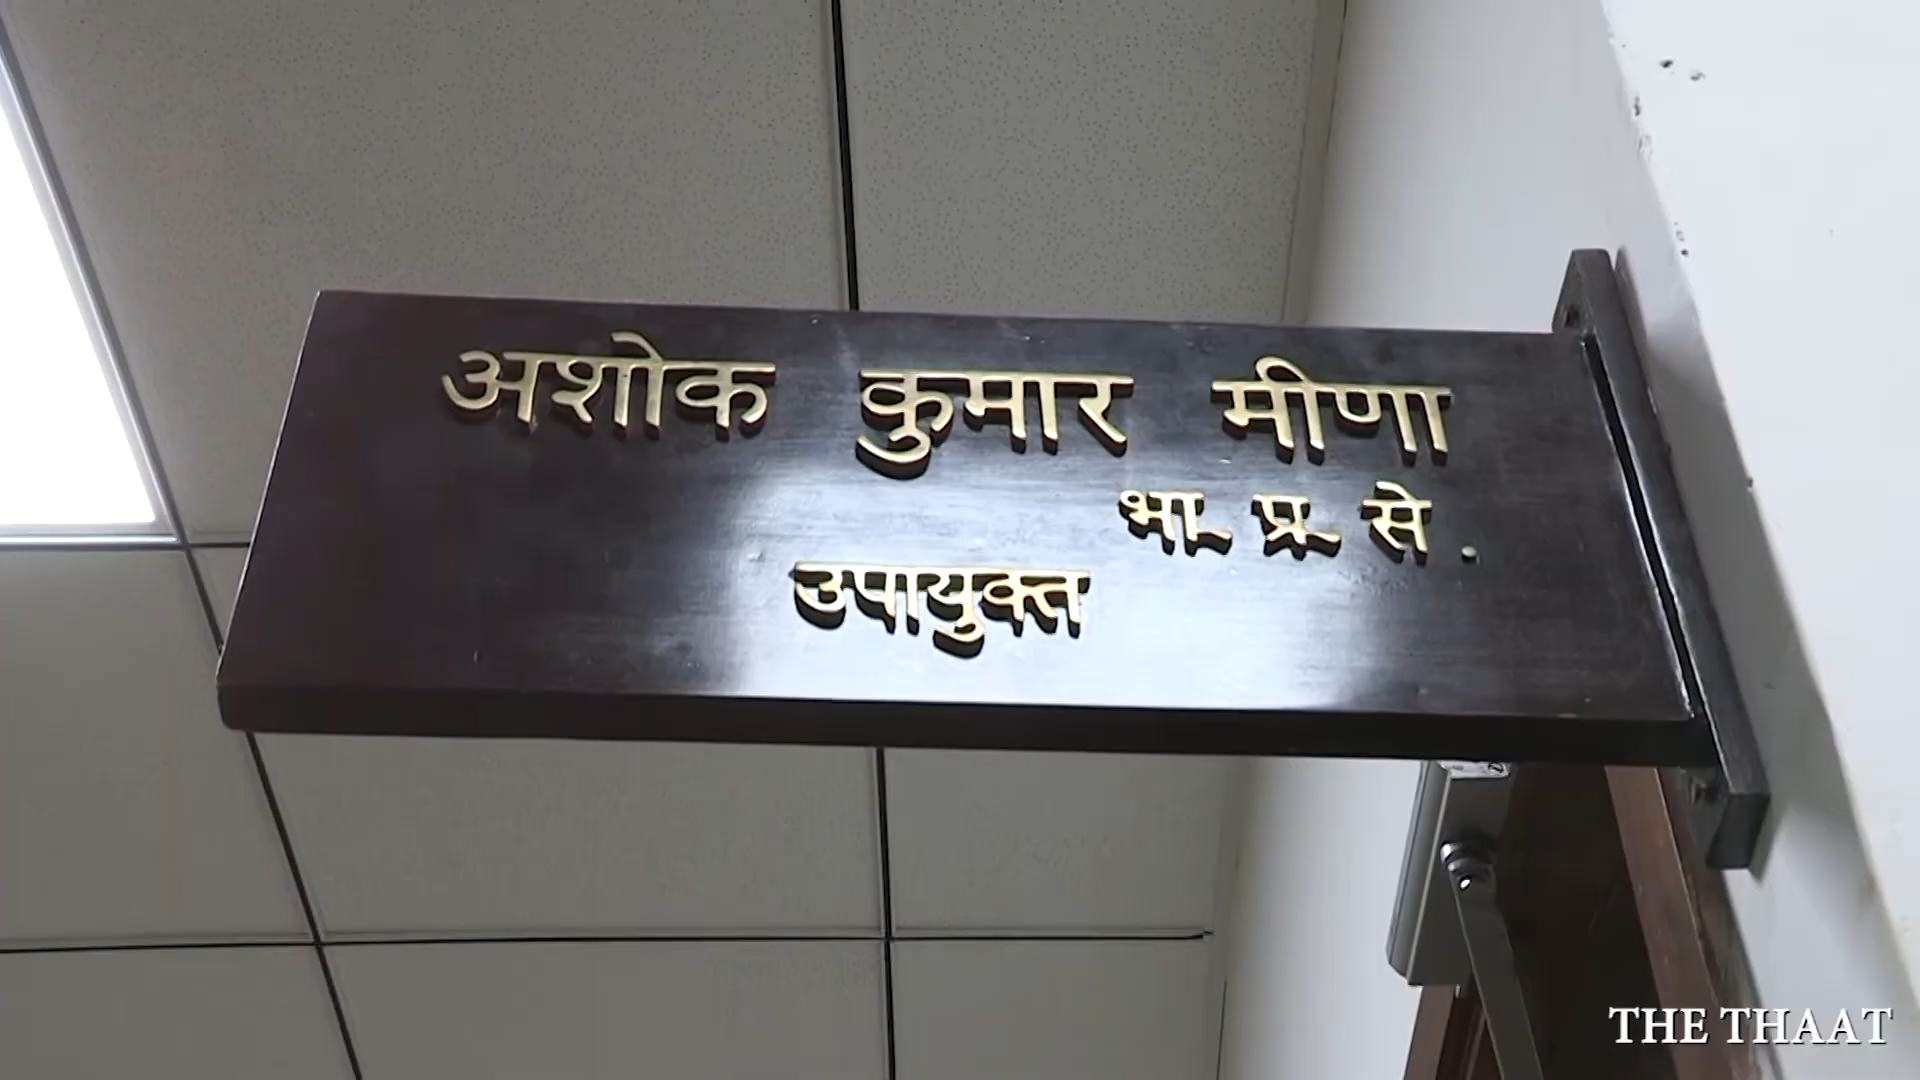 अशोक कुमार मीणा
भा. प्र. से.
उपायुक्त
THE THAAT